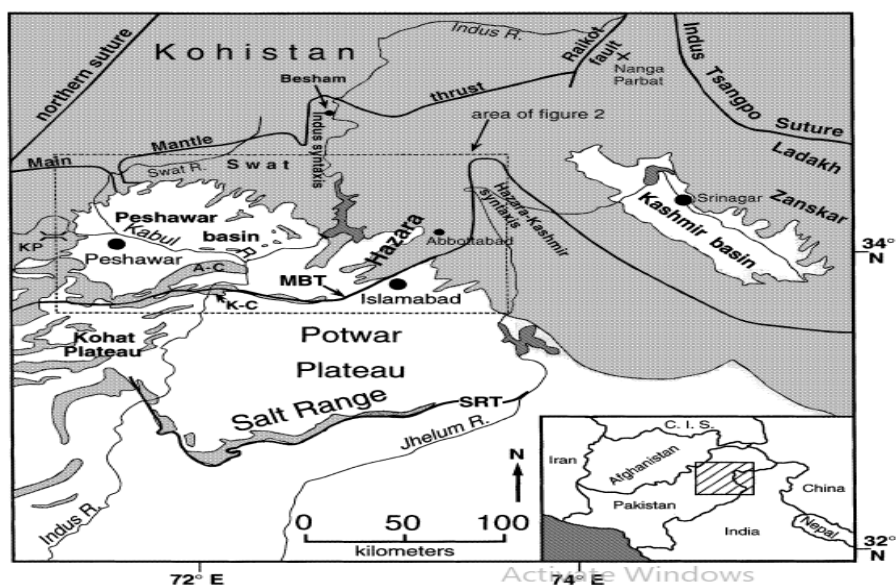 northern suture
Kohistan
Besham
Indus R.
Raikot
fault
Nanga
Parbat
Indus
Tsangpo
Suture
Ladakh
Zanskar
Main
Mantle
thrust
area of figure 2
Swat R.
Swat
Indus syntaxis
Hazara-Kashmir
syntaxis
Srinagar
Kashmir basin
Peshawar
basin
KP
Kabul
R.
Peshawar
A-C
Hazara
Abbottabad
34°
MBT
Islamabad
K-C
Kohat
Plateau
Potwar
Plateau
Salt Range
SRT
Jhelum R.
Indus R.
N
0 50 100
kilometers
C. I. S.
Iran
Afghanistan
China
Pakistan
India
Nepal
32°
72° E
74° E
Activate Windows